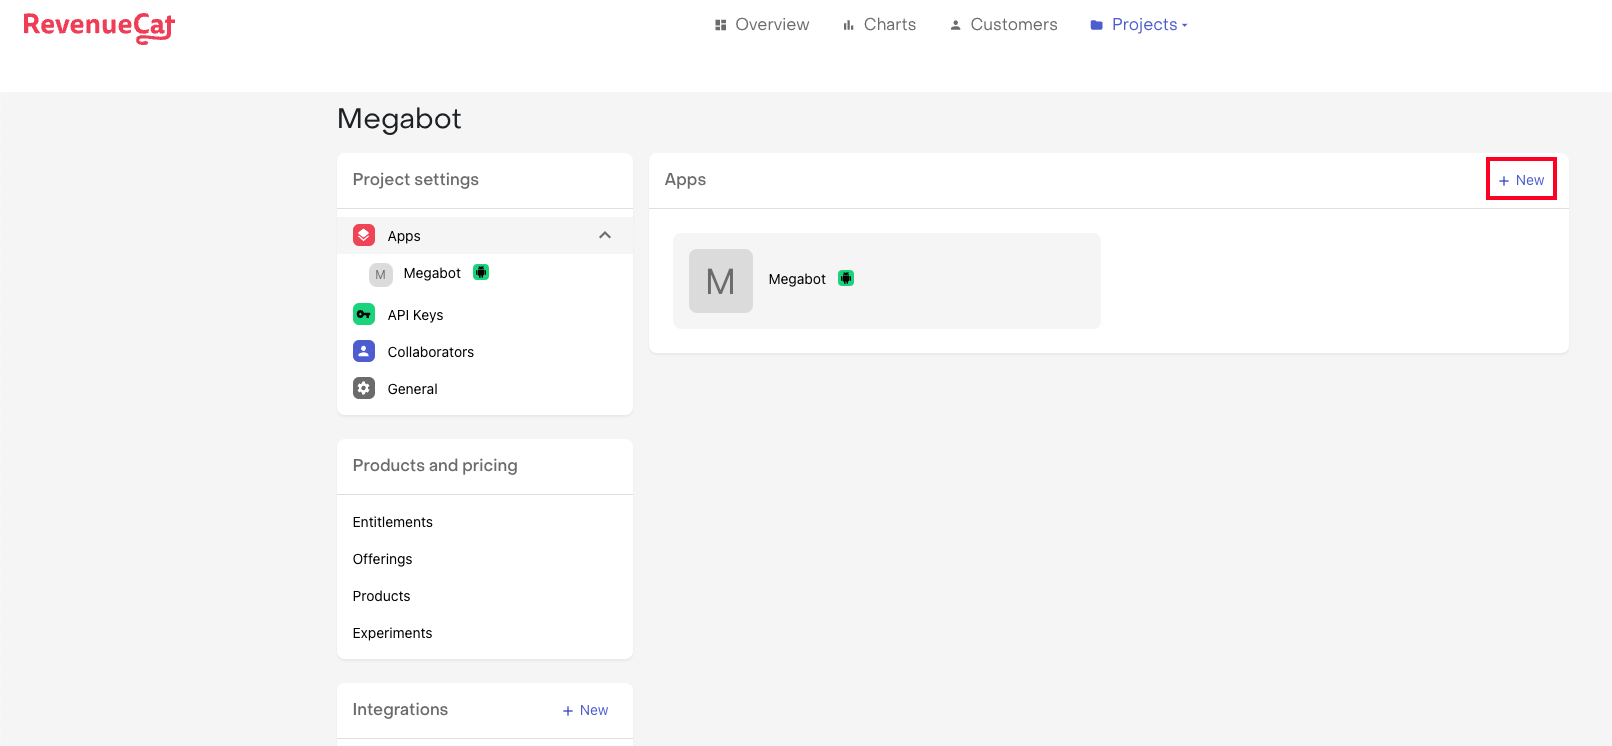 RevenueCat
Overview
Charts
Customers
Projects
Megabot
Project settings
Apps
M Megabot
API Keys
Collaborators
General
Products and pricing
Entitlements
Offerings
Products
Experiments
Integrations
+ New
Apps
+ New
M Megabot